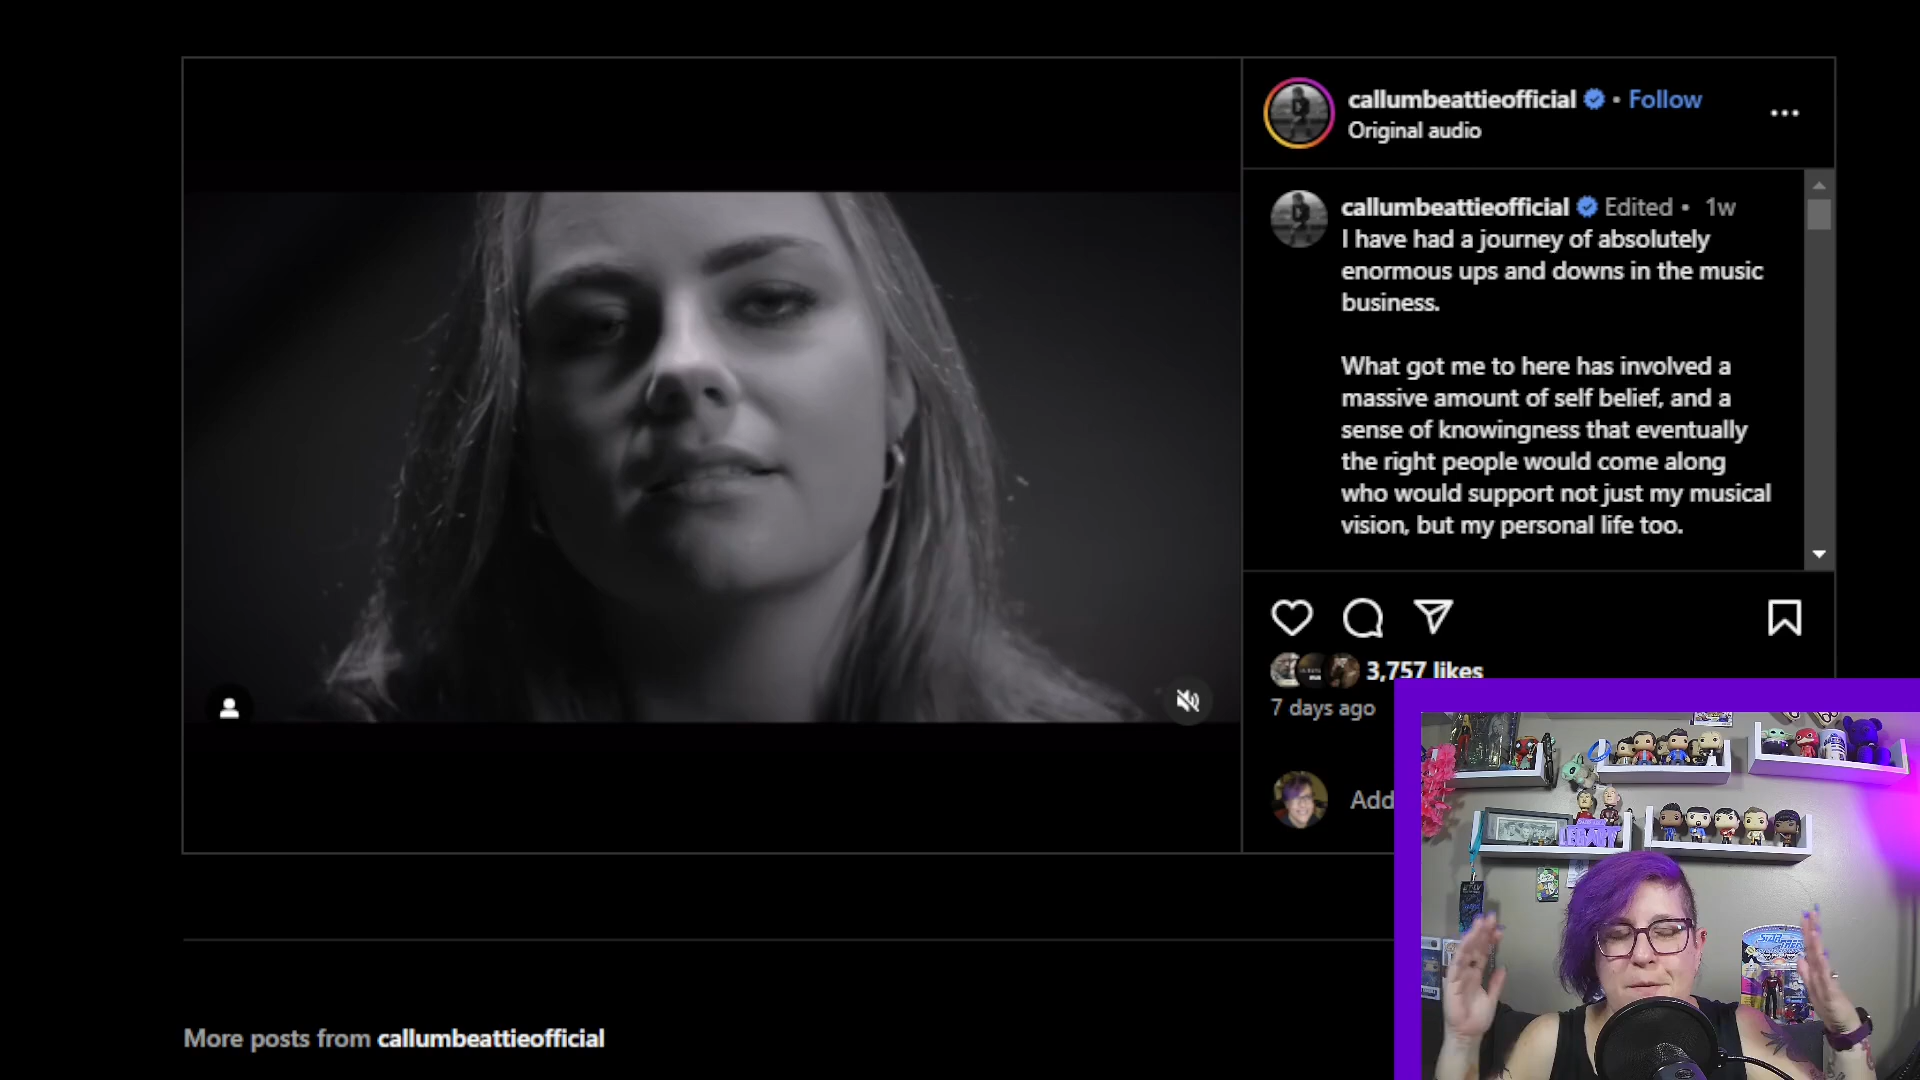 callumbeattieofficial • Follow
Original audio
callumbeattieofficial Edited • 1w
I have had a journey of absolutely
enormous ups and downs in the music
business.
What got me to here has involved a
massive amount of self belief, and a
sense of knowingness that eventually
the right people would come along
who would support not just my musical
vision, but my personal life too.
3,757 likes
7 days ago
Add
LEGACY
STAR TREK
More posts from callumbeattieofficial